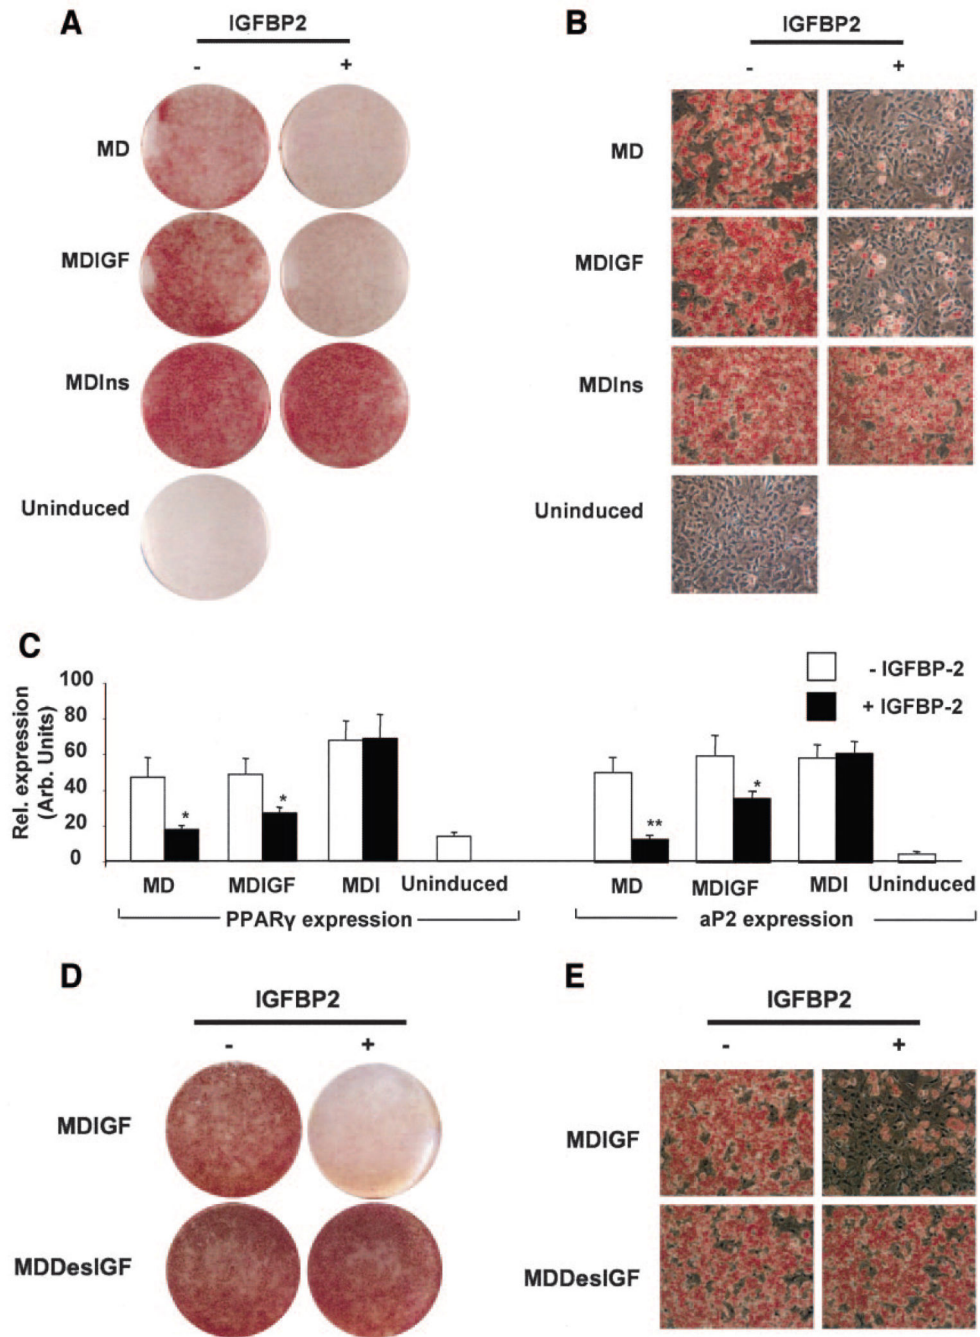 A
IGFBP2
- +
MD
MDIGF
MDIns
Uninduced
B
IGFBP2
- +
MD
MDIGF
MDIns
Uninduced
C
Rel. expression
(Arb. Units)
100
80
60
40
20
0
- IGFBP-2
+ IGFBP-2
* * ** *
MD MDIGF MDI Uninduced MD MDIGF MDI Uninduced
PPARγ expression aP2 expression
D
IGFBP2
- +
MDIGF
MDDesIGF
E
IGFBP2
- +
MDIGF
MDDesIGF